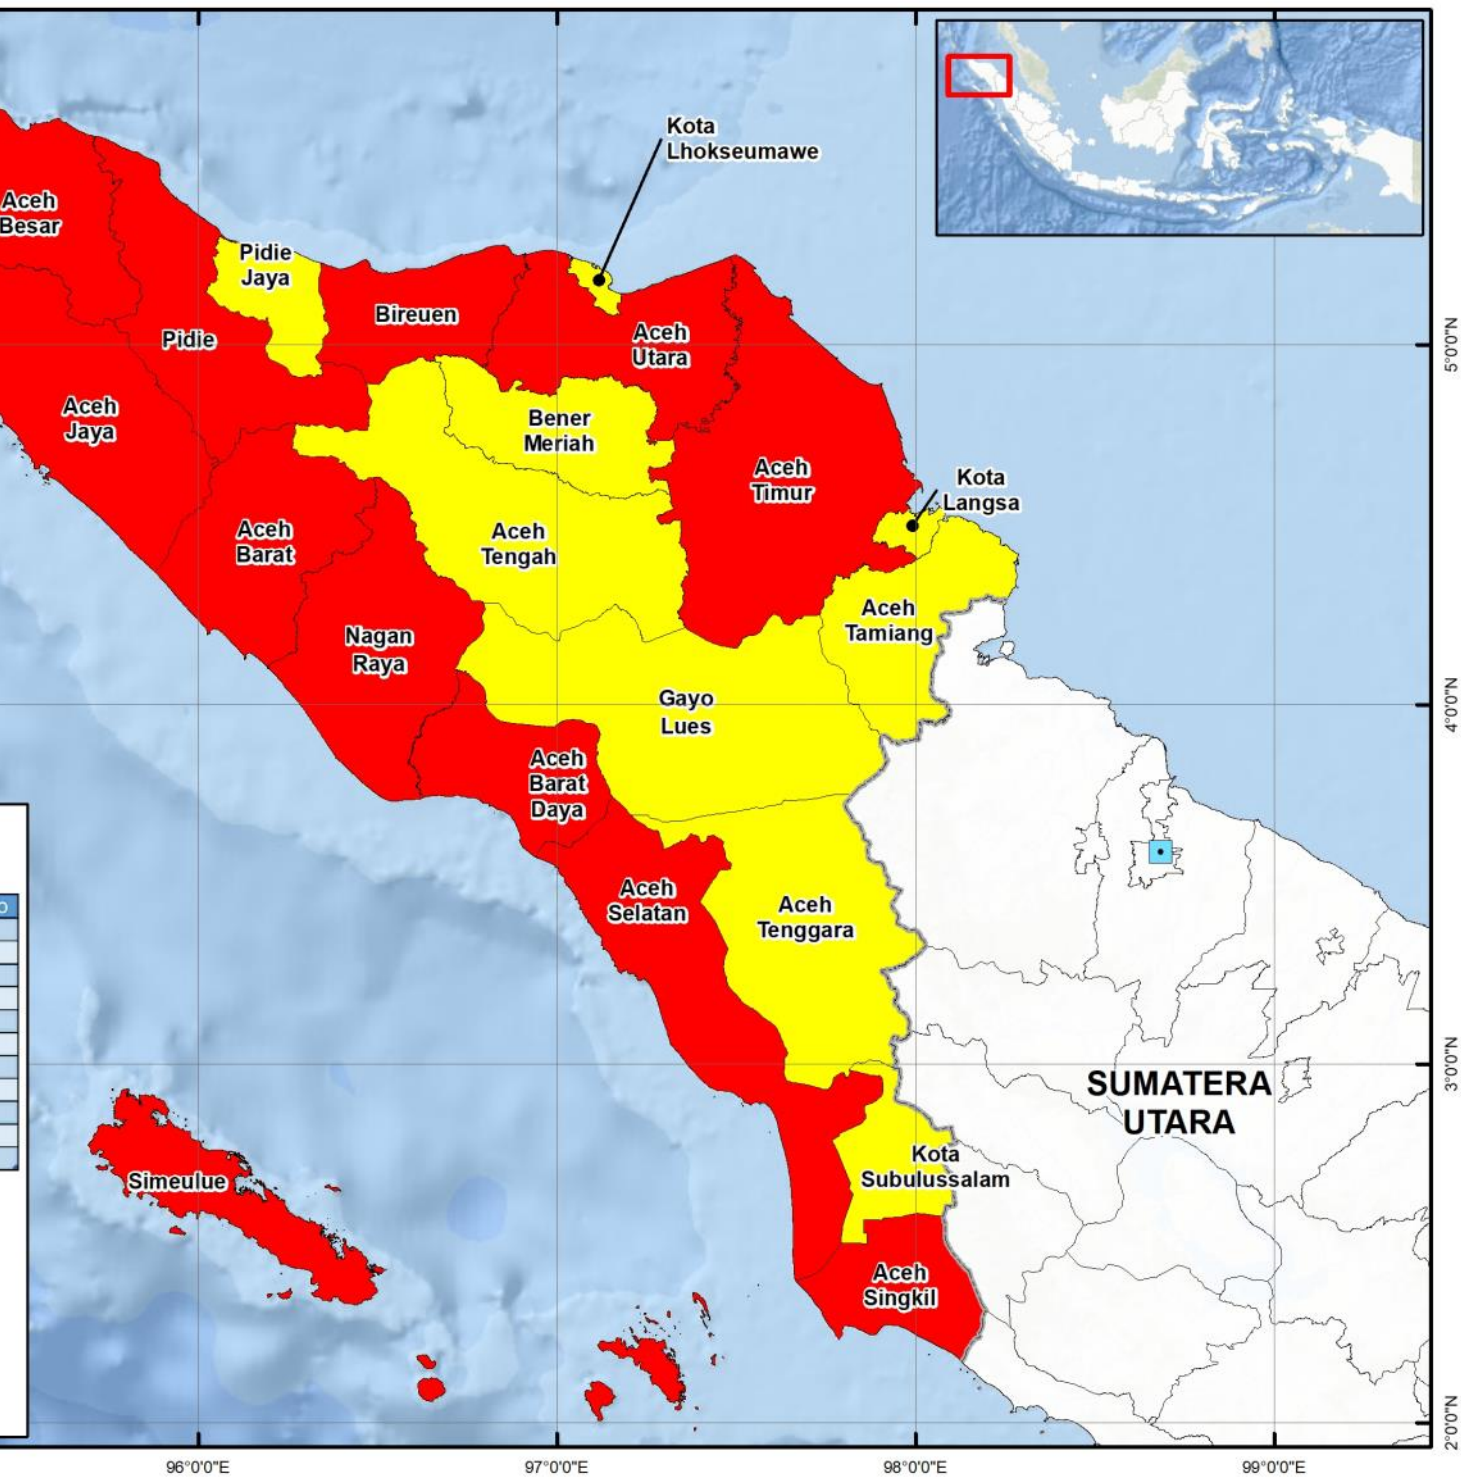 Kota
Lhokseumawe
Aceh
Besar
Pidie
Jaya
Bireuen
Pidie
Aceh
Utara
5°0'0"N
Aceh
Jaya
Bener
Meriah
Aceh
Timur
Kota
Langsa
Aceh
Barat
Aceh
Tengah
Aceh
Tamiang
Nagan
Raya
Gayo
Lues
4°0'0"N
Aceh
Barat
Daya
Aceh
Selatan
Aceh
Tenggara
3°0'0"N
SUMATERA
UTARA
Kota
Subulussalam
Simeulue
Aceh
Singkil
2°0'0"N
96°0'0"E
97°0'0"E
98°0'0"E
99°0'0"E